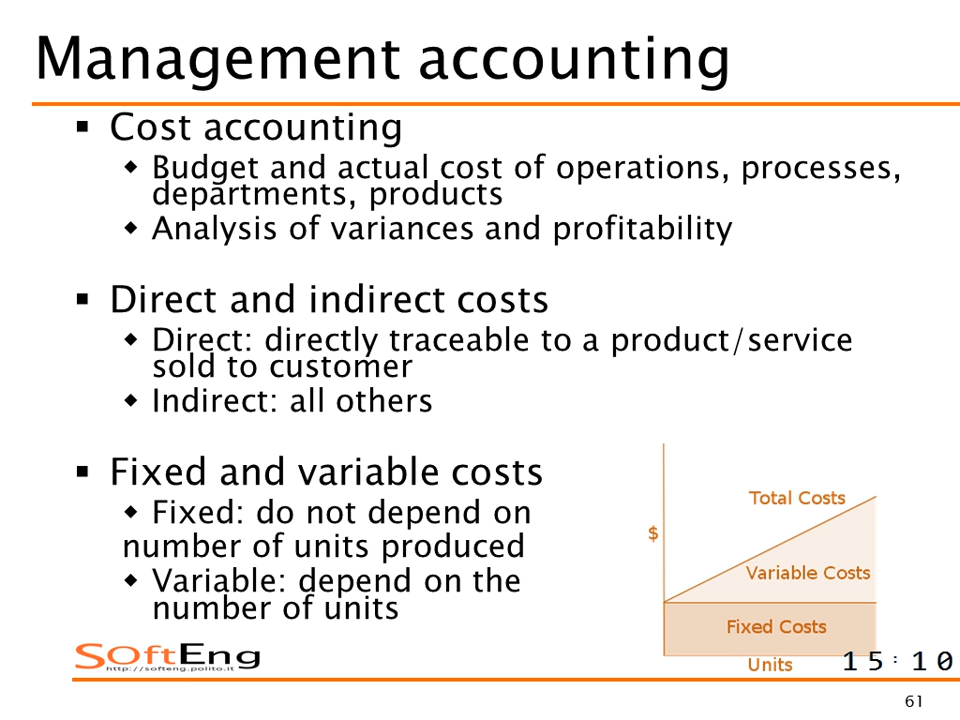 Management accounting
▪ Cost accounting
◆ Budget and actual cost of operations, processes,
departments, products
◆ Analysis of variances and profitability
▪ Direct and indirect costs
◆ Direct: directly traceable to a product/service
sold to customer
◆ Indirect: all others
▪ Fixed and variable costs
◆ Fixed: do not depend on
number of units produced
◆ Variable: depend on the
number of units
Total Costs
$
Variable Costs
Fixed Costs
Units
SOftEng
http://softeng.polito.it
15:10
61